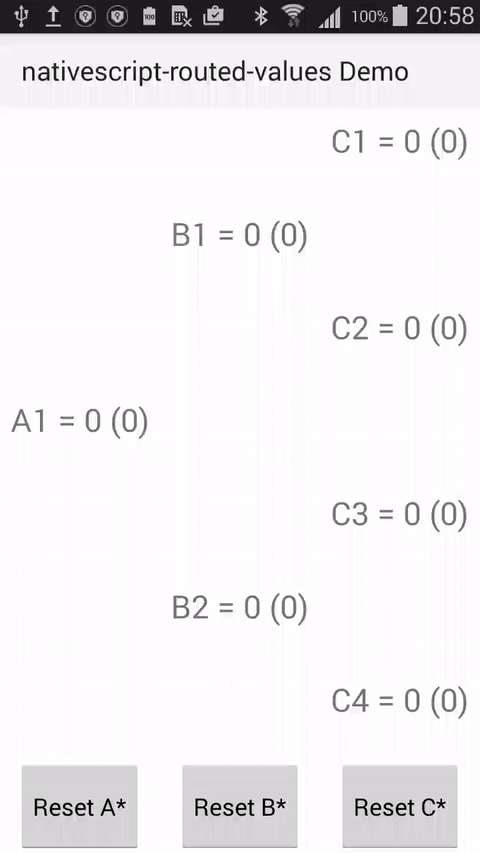 100% 20:58
nativescript-routed-values Demo
C1 = 0 (0)
B1 = 0 (0)
C2 = 0 (0)
A1 = 0 (0)
C3 = 0 (0)
B2 = 0 (0)
C4 = 0 (0)
Reset A* Reset B* Reset C*